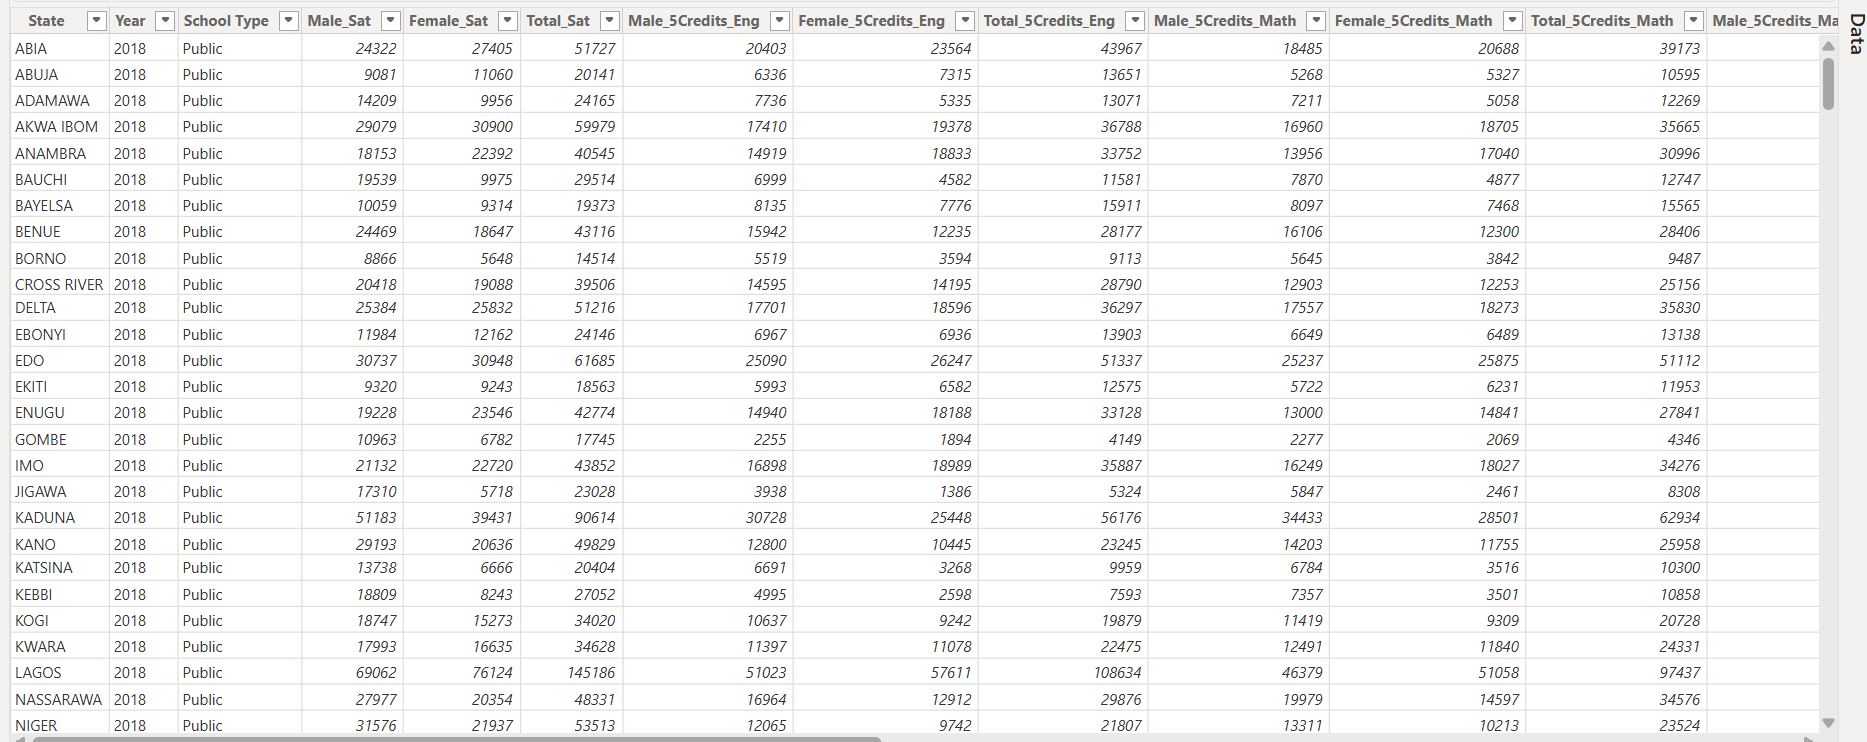 State Year School Type Male_Sat Female_Sat Total_Sat Male_5Credits_Eng Female_5Credits_Eng Total_5Credits_Eng Male_5Credits_Math Female_5Credits_Math Total_5Credits_Math Male_5Credits_Ma
ABIA 2018 Public 24322 27405 51727 20403 23564 43967 18485 20688 39173
ABUJA 2018 Public 9081 11060 20141 6336 7315 13651 5268 5327 10595
ADAMAWA 2018 Public 14209 9956 24165 7736 5335 13071 7211 5058 12269
AKWA IBOM 2018 Public 29079 30900 59979 17410 19378 36788 16960 18705 35665
ANAMBRA 2018 Public 18153 22392 40545 14919 18833 33752 13956 17040 30996
BAUCHI 2018 Public 19539 9975 29514 6999 4582 11581 7870 4877 12747
BAYELSA 2018 Public 10059 9314 19373 8135 7776 15911 8097 7468 15565
BENUE 2018 Public 24469 18647 43116 15942 12235 28177 16106 12300 28406
BORNO 2018 Public 8866 5648 14514 5519 3594 9113 5645 3842 9487
CROSS RIVER 2018 Public 20418 19088 39506 14595 14195 28790 12903 12253 25156
DELTA 2018 Public 25384 25832 51216 17701 18596 36297 17557 18273 35830
EBONYI 2018 Public 11984 12162 24146 6967 6936 13903 6649 6489 13138
EDO 2018 Public 30737 30948 61685 25090 26247 51337 25237 25875 51112
EKITI 2018 Public 9320 9243 18563 5993 6582 12575 5722 6231 11953
ENUGU 2018 Public 19228 23546 42774 14940 18188 33128 13000 14841 27841
GOMBE 2018 Public 10963 6782 17745 2255 1894 4149 2277 2069 4346
IMO 2018 Public 21132 22720 43852 16898 18989 35887 16249 18027 34276
JIGAWA 2018 Public 17310 5718 23028 3938 1386 5324 5847 2461 8308
KADUNA 2018 Public 51183 39431 90614 30728 25448 56176 34433 28501 62934
KANO 2018 Public 29193 20636 49829 12800 10445 23245 14203 11755 25958
KATSINA 2018 Public 13738 6666 20404 6691 3268 9959 6784 3516 10300
KEBBI 2018 Public 18809 8243 27052 4995 2598 7593 7357 3501 10858
KOGI 2018 Public 18747 15273 34020 10637 9242 19879 11419 9309 20728
KWARA 2018 Public 17993 16635 34628 11397 11078 22475 12491 11840 24331
LAGOS 2018 Public 69062 76124 145186 51023 57611 108634 46379 51058 97437
NASSARAWA 2018 Public 27977 20354 48331 16964 12912 29876 19979 14597 34576
NIGER 2018 Public 31576 21937 53513 12065 9742 21807 13311 10213 23524
Data